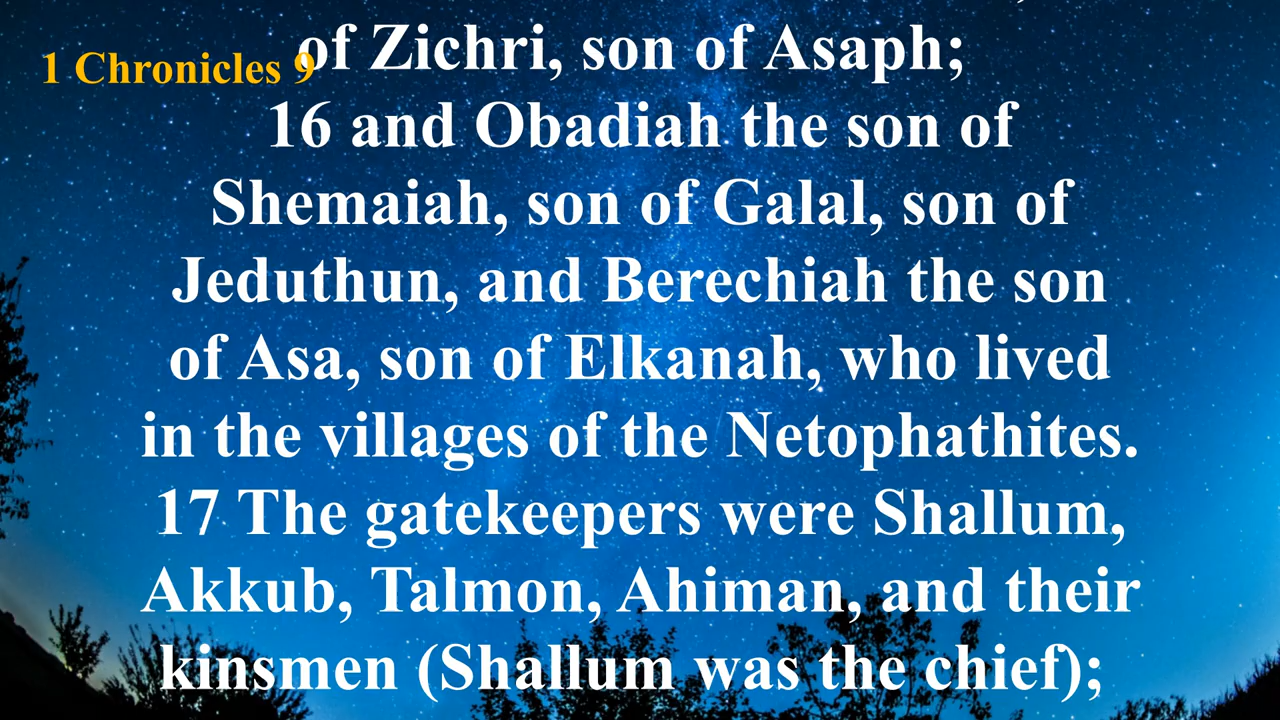 of Zichri, son of Asaph;
1 Chronicles 9
16 and Obadiah the son of
Shemaiah, son of Galal, son of
Jeduthun, and Berechiah the son
of Asa, son of Elkanah, who lived
in the villages of the Netophathites.
17 The gatekeepers were Shallum,
Akkub, Talmon, Ahiman, and their
kinsmen (Shallum was the chief);